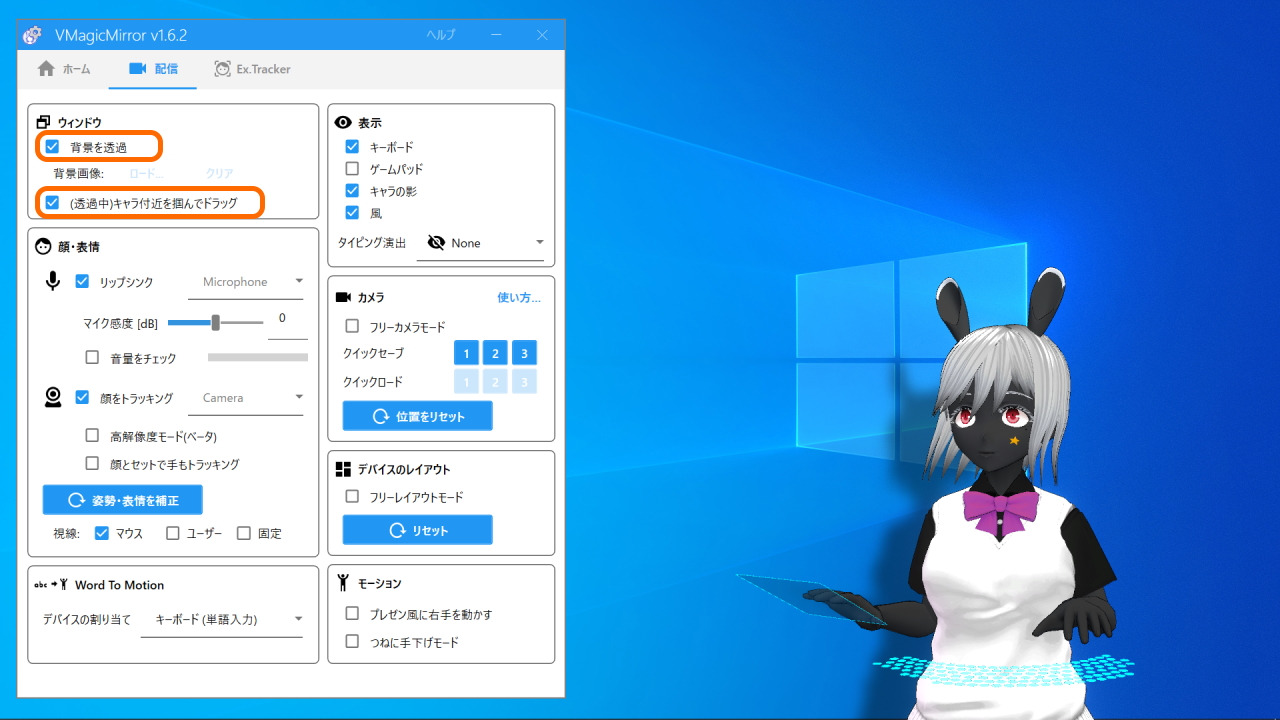 VMagicMirror v1.6.2
ヘルプ
ホーム
配信
Ex.Tracker
ウィンドウ
背景を透過
背景画像:
ロード...
クリア
(透過中)キャラ付近を掴んでドラッグ
顔・表情
リップシンク
Microphone
マイク感度 [dB]
0
音量をチェック
顔をトラッキング
Camera
高解像度モード(ベータ)
顔とセットで手もトラッキング
姿勢・表情を補正
視線:
マウス
ユーザー
固定
abc
Word To Motion
デバイスの割り当て
キーボード (単語入力)
表示
キーボード
ゲームパッド
キャラの影
風
タイピング演出
None
カメラ
使い方...
フリーカメラモード
クイックセーブ
1 2 3
クイックロード
1 2 3
位置をリセット
デバイスのレイアウト
フリーレイアウトモード
リセット
モーション
プレゼン風に右手を動かす
つねに手下げモード